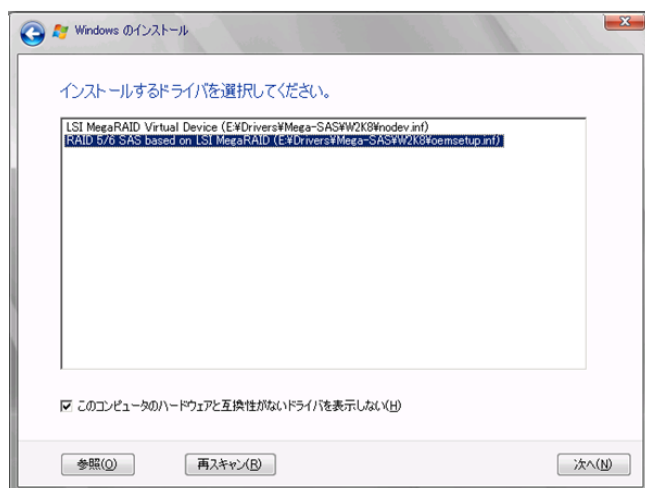 Windows のインストール
インストールするドライバを選択してください。
LSI MegaRAID Virtual Device (E:¥Drivers¥Mega-SAS¥W2K8¥nodev.inf)
RAID 5/6 SAS based on LSI MegaRAID (E:¥Drivers¥Mega-SAS¥W2K8¥oemsetup.inf)
このコンピュータのハードウェアと互換性がないドライバを表示しない(H)
参照(O)
再スキャン(R)
次へ(N)